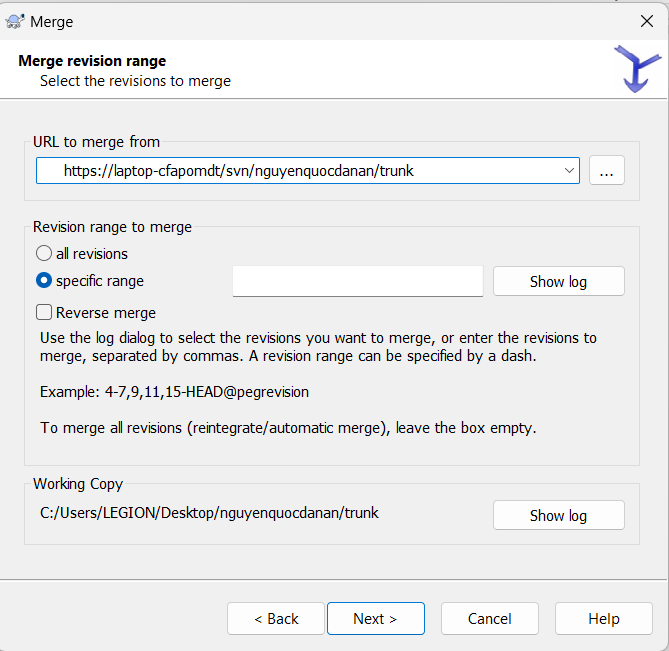 Merge
Merge revision range
Select the revisions to merge
URL to merge from
https://laptop-cfapomdt/svn/nguyenquocdanan/trunk
...
Revision range to merge
all revisions
specific range
Show log
Reverse merge
Use the log dialog to select the revisions you want to merge, or enter the revisions to
merge, separated by commas. A revision range can be specified by a dash.
Example: 4-7,9,11,15-HEAD@pegrevision
To merge all revisions (reintegrate/automatic merge), leave the box empty.
Working Copy
C:/Users/LEGION/Desktop/nguyenquocdanan/trunk
Show log
< Back
Next >
Cancel
Help